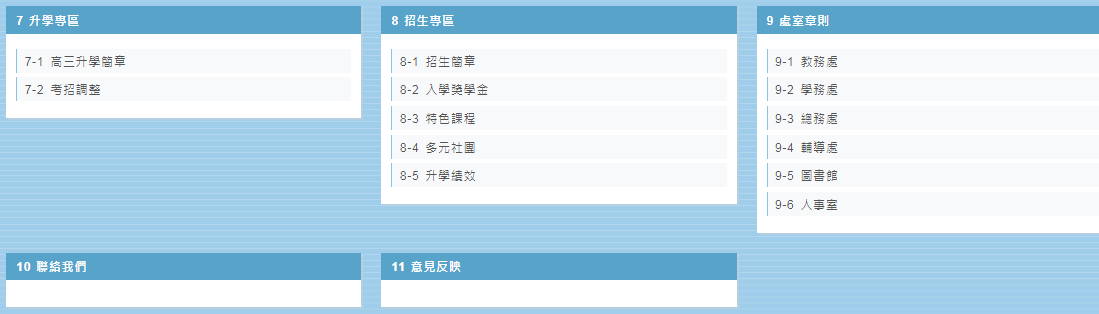 7 升學專區
7-1 高三升學簡章
7-2 考招調整
8 招生專區
8-1 招生簡章
8-2 入學獎學金
8-3 特色課程
8-4 多元社團
8-5 升學績效
9 處室章則
9-1 教務處
9-2 學務處
9-3 總務處
9-4 輔導處
9-5 圖書館
9-6 人事室
10 聯絡我們
11 意見反映